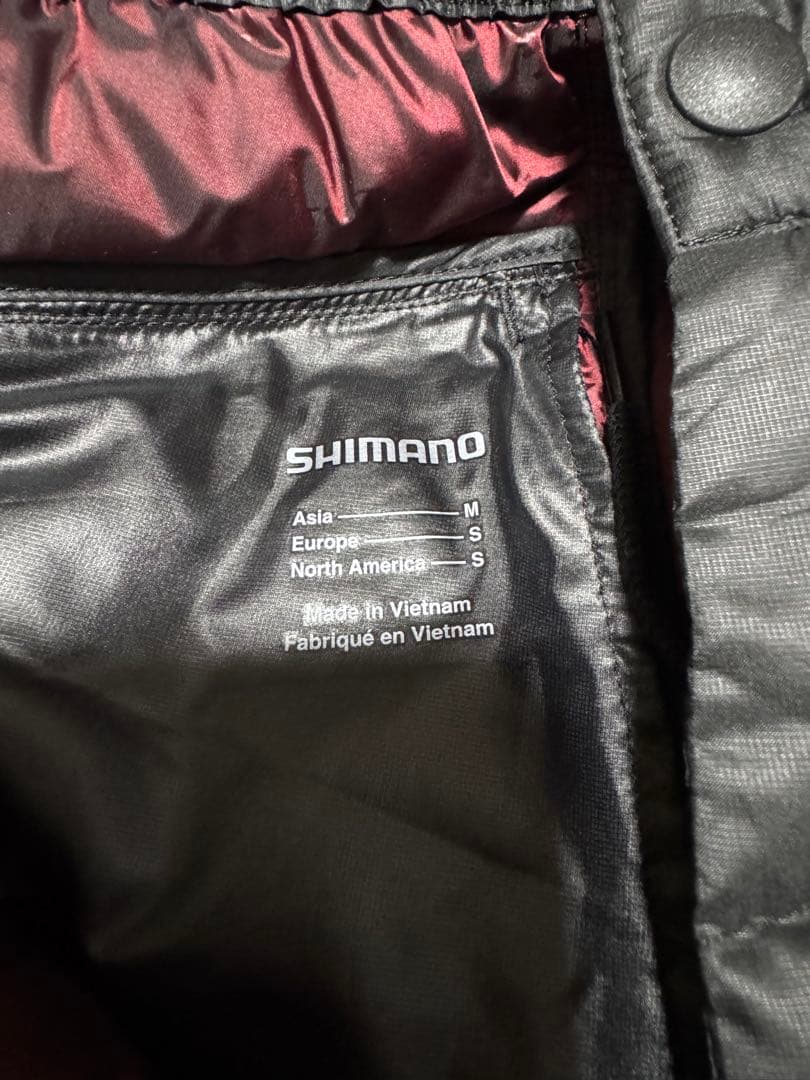 SHIMANO
Asia M
Europe S
North America S
Made in Vietnam
Fabriqué en Vietnam